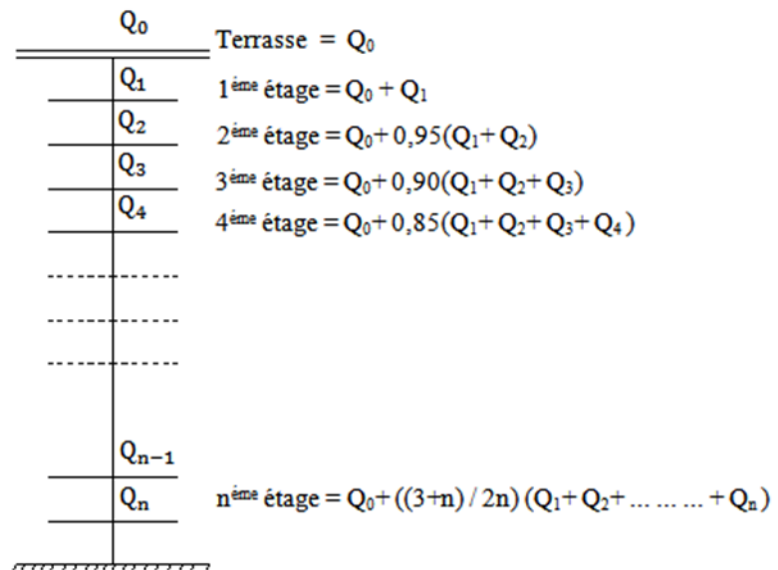 Q₀
Terrasse = Q₀
Q₁
1ème étage = Q₀ + Q₁
Q₂
2ème étage = Q₀+ 0,95(Q₁+ Q₂)
Q₃
3ème étage = Q₀+ 0,90(Q₁+ Q₂+ Q₃)
Q₄
4ème étage = Q₀+ 0,85(Q₁+ Q₂+ Q₃+ Q₄)
Qₙ₋₁
Qₙ
nème étage = Q₀+ ((3+n) / 2n) (Q₁+ Q₂+ ... ... ... + Qₙ)